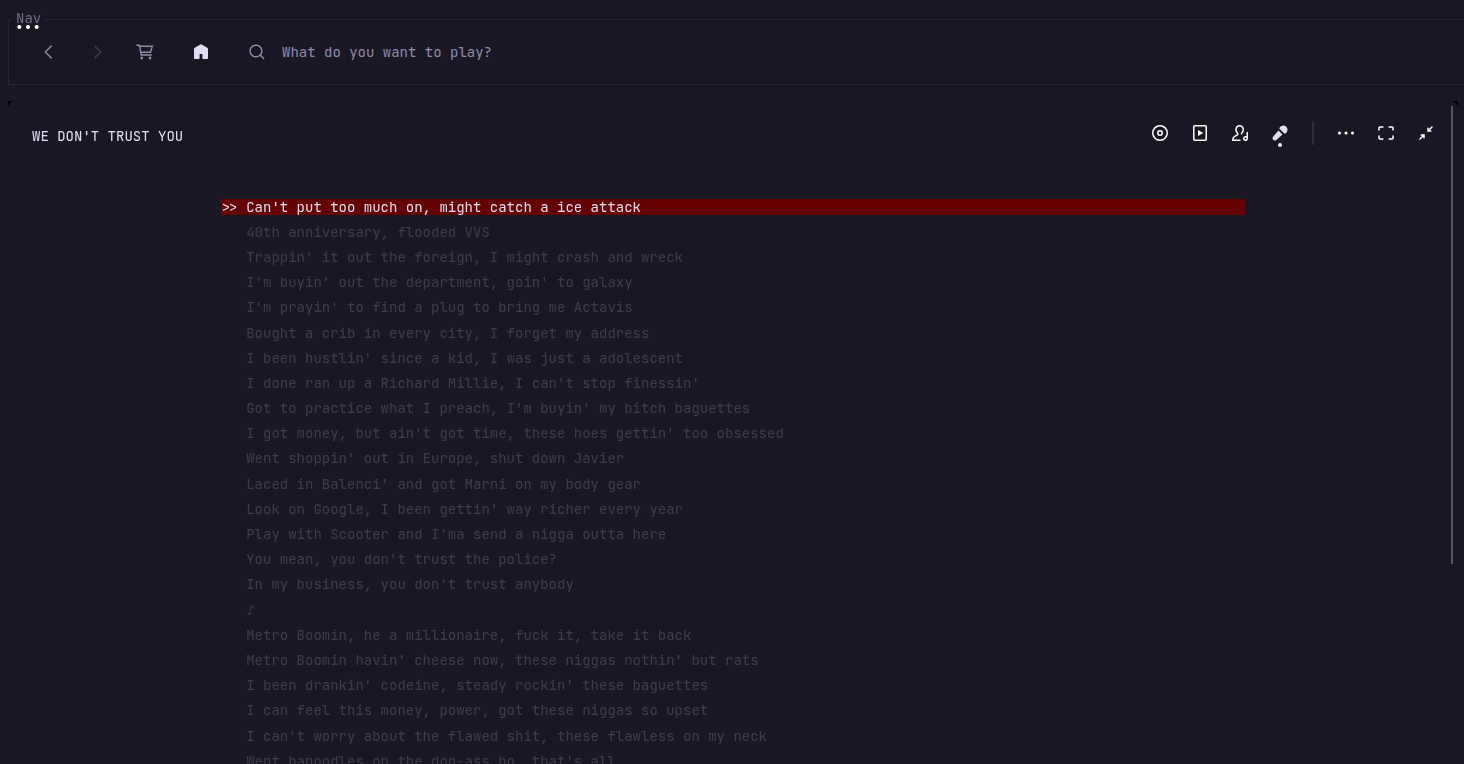 Nav
What do you want to play?
WE DON'T TRUST YOU
>> Can't put too much on, might catch a ice attack
40th anniversary, flooded VVS
Trappin' it out the foreign, I might crash and wreck
I'm buyin' out the department, goin' to galaxy
I'm prayin' to find a plug to bring me Actavis
Bought a crib in every city, I forget my address
I been hustlin' since a kid, I was just a adolescent
I done ran up a Richard Millie, I can't stop finessin'
Got to practice what I preach, I'm buyin' my bitch baguettes
I got money, but ain't got time, these hoes gettin' too obsessed
Went shoppin' out in Europe, shut down Javier
Laced in Balenci' and got Marni on my body gear
Look on Google, I been gettin' way richer every year
Play with Scooter and I'ma send a nigga outta here
You mean, you don't trust the police?
In my business, you don't trust anybody
♪
Metro Boomin, he a millionaire, fuck it, take it back
Metro Boomin havin' cheese now, these niggas nothin' but rats
I been drankin' codeine, steady rockin' these baguettes
I can feel this money, power, got these niggas so upset
I can't worry about the flawed shit, these flawless on my neck
Went on the dog-ass ho, that's all